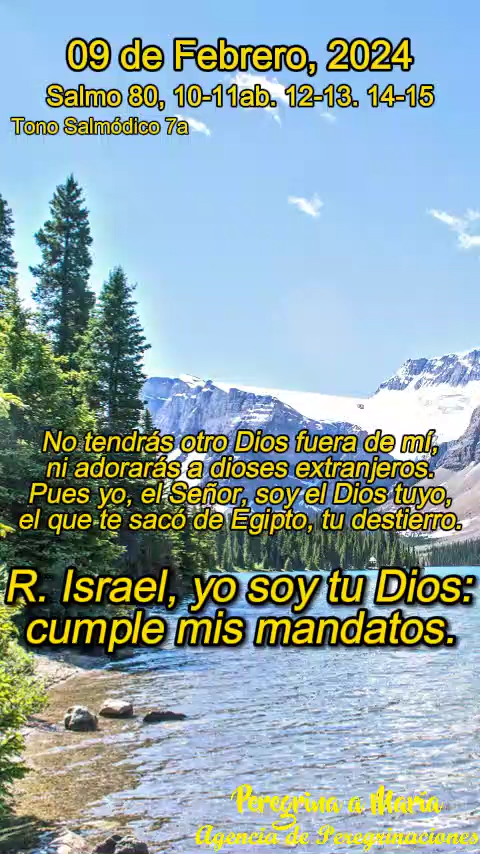 09 de Febrero, 2024
Salmo 80, 10-11ab. 12-13. 14-15
Tono Salmódico 7a
No tendrás otro Dios fuera de mí,
ni adorarás a dioses extranjeros.
Pues yo, el Señor, soy el Dios tuyo,
el que te sacó de Egipto, tu destierro.
R. Israel, yo soy tu Dios:
cumple mis mandatos.
Peregrina a María
Agencia de Peregrinaciones